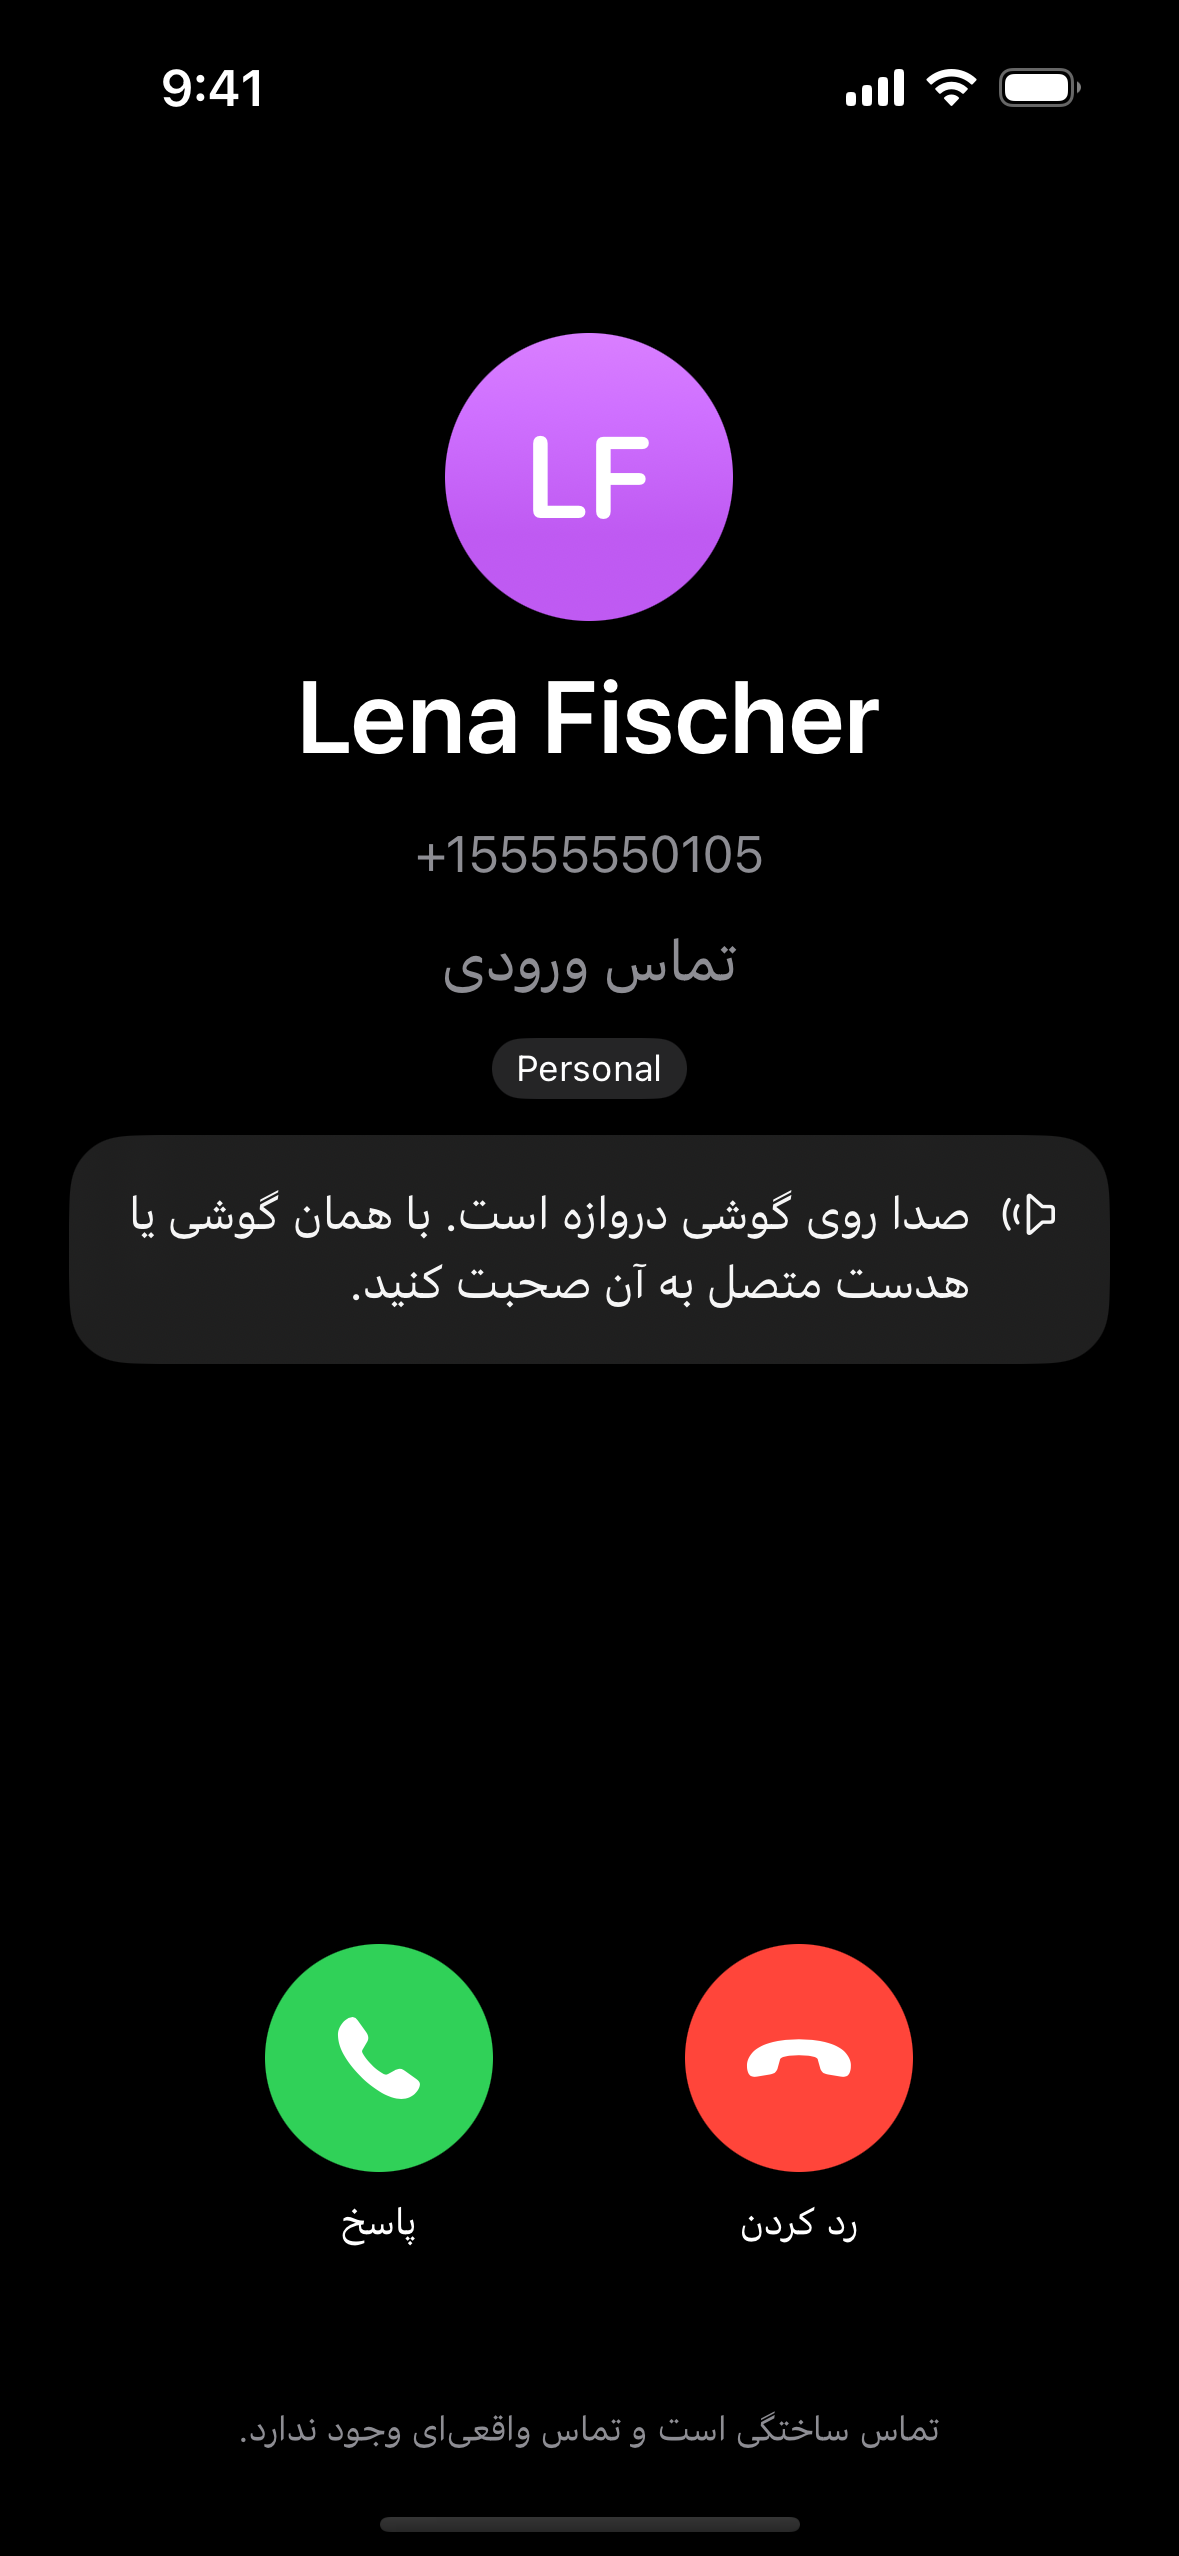 9:41
LF
Lena Fischer
+15555550105
تماس ورودی
Personal
صدا روی گوشی دروازه است. با همان گوشی یا
هدست متصل به آن صحبت کنید.
رد کردن
پاسخ
تماس ساختگی است و تماس واقعی‌ای وجود ندارد.